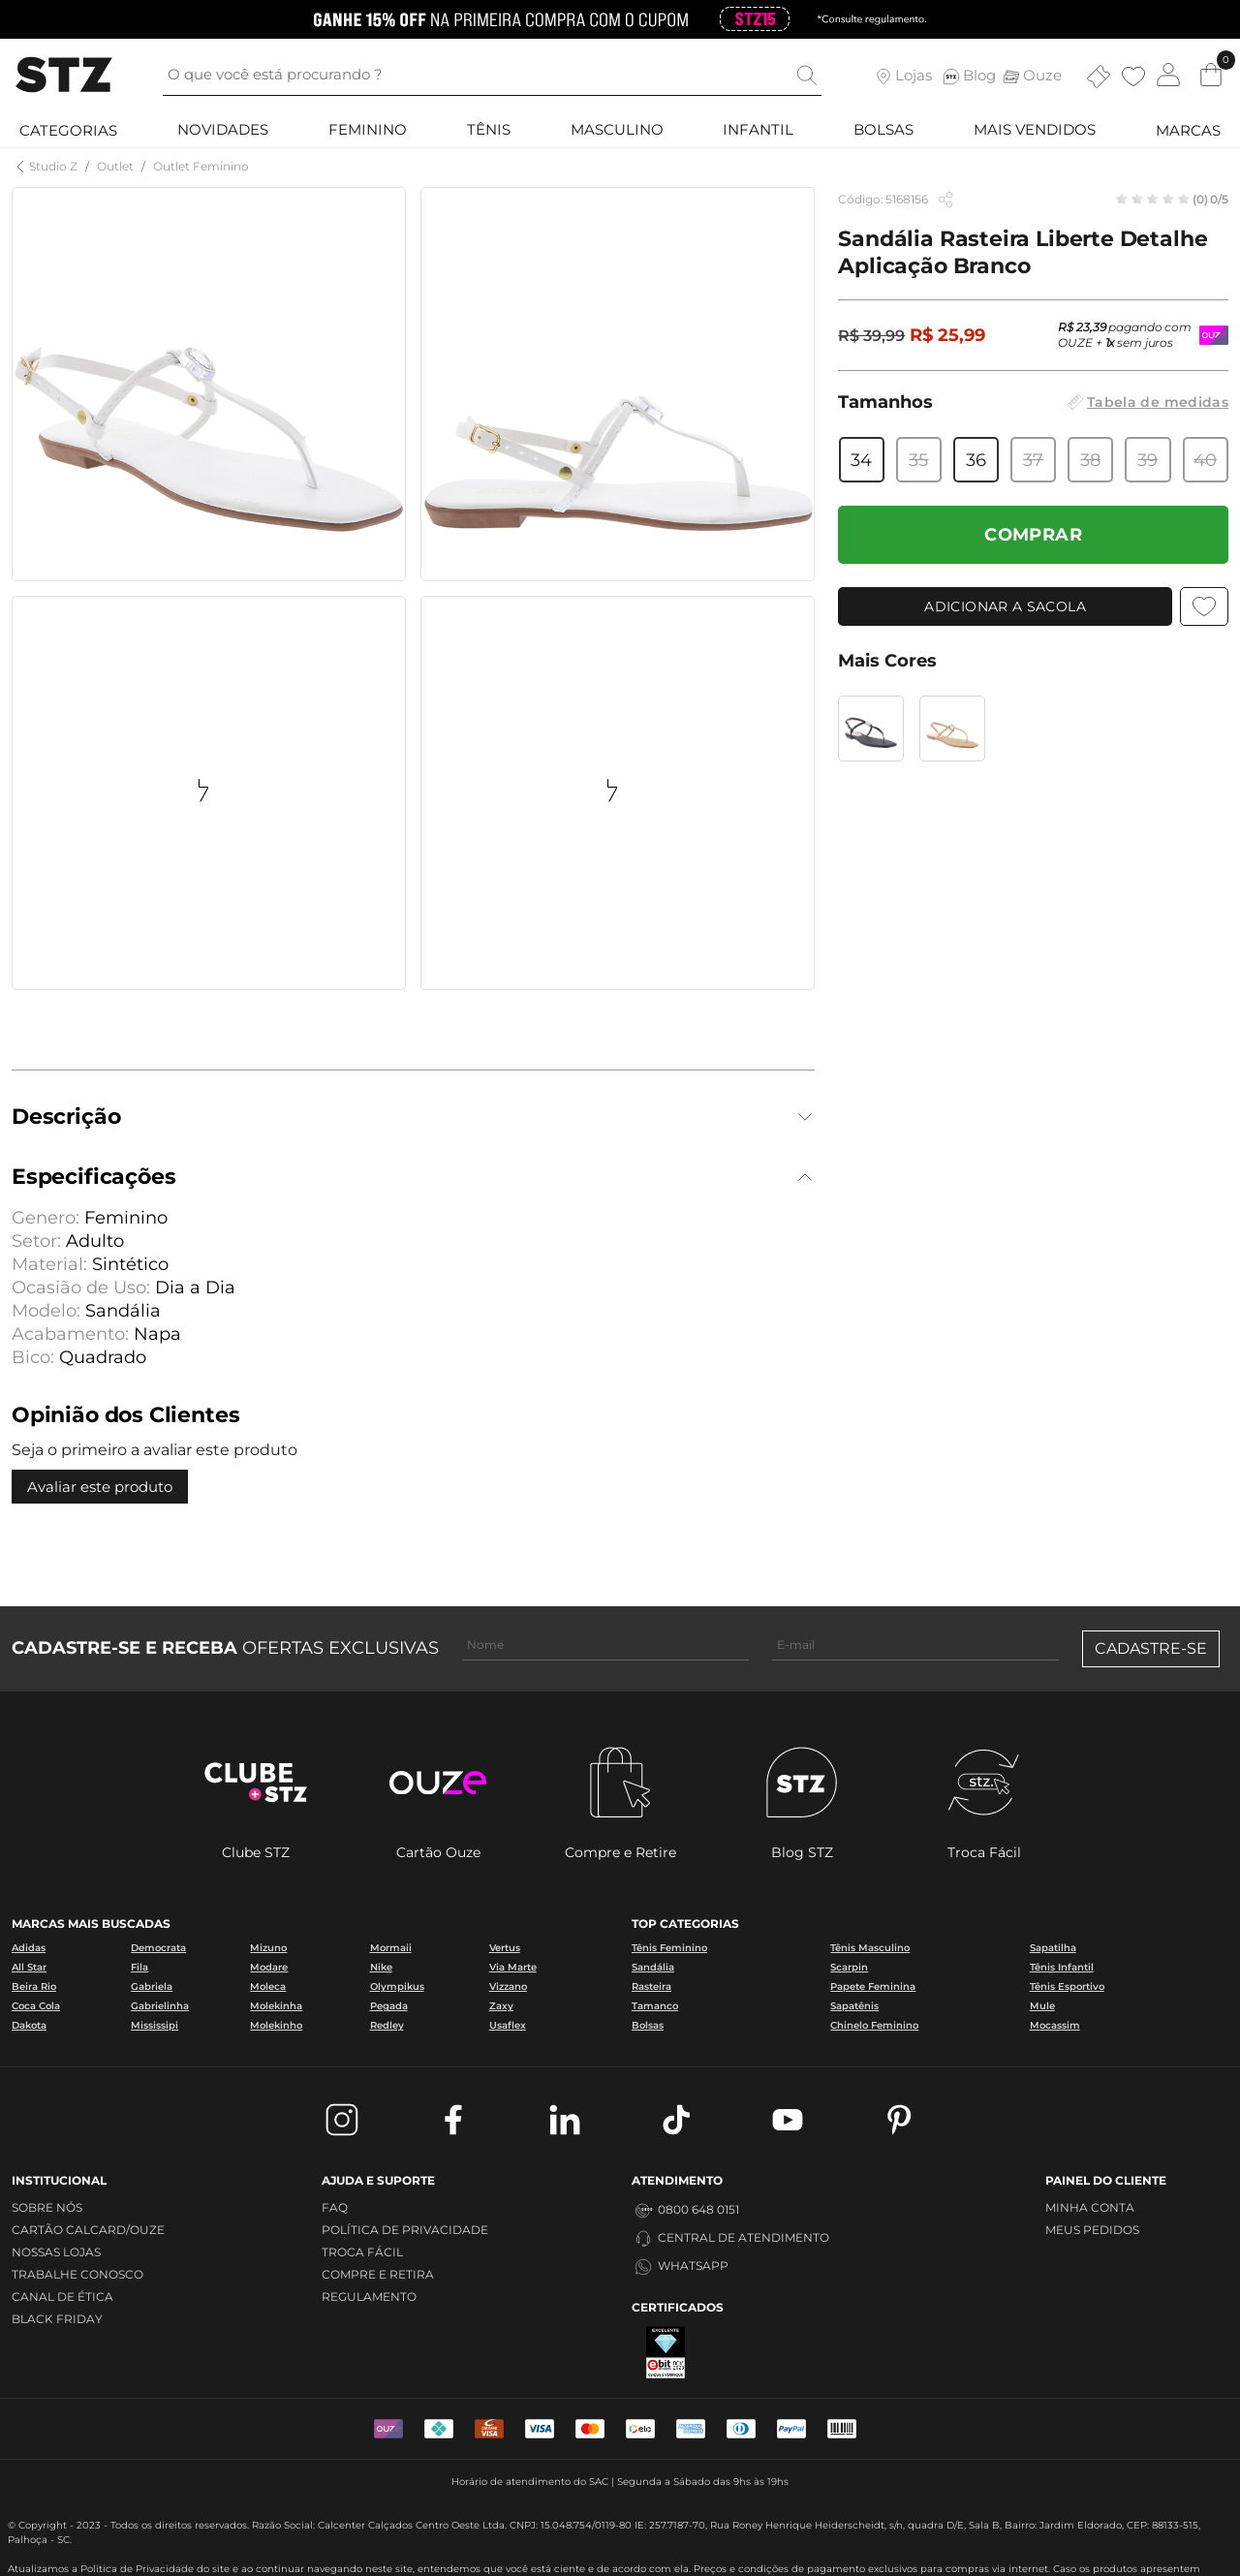 GANHE 15% OFF NA PRIMEIRA COMPRA COM O CUPOM STZ15 *Consulte regulamento.
STZ
O que você está procurando ?
Lojas
Blog
Ouze
0
CATEGORIAS
NOVIDADES
FEMININO
TÊNIS
MASCULINO
INFANTIL
BOLSAS
MAIS VENDIDOS
MARCAS
Studio Z / Outlet / Outlet Feminino
Código: 5168156
(0) 0/5
Sandália Rasteira Liberte Detalhe
Aplicação Branco
R$ 39,99 R$ 25,99
R$ 23,39 pagando com
OUZE + 1x sem juros
Tamanhos
Tabela de medidas
34 35 36 37 38 39 40
COMPRAR
ADICIONAR A SACOLA
Mais Cores
Descrição
Especificações
Genero: Feminino
Setor: Adulto
Material: Sintético
Ocasião de Uso: Dia a Dia
Modelo: Sandália
Acabamento: Napa
Bico: Quadrado
Opinião dos Clientes
Seja o primeiro a avaliar este produto
Avaliar este produto
CADASTRE-SE E RECEBA OFERTAS EXCLUSIVAS
Nome
E-mail
CADASTRE-SE
CLUBE
+STZ
ouze
STZ
stz.
Clube STZ
Cartão Ouze
Compre e Retire
Blog STZ
Troca Fácil
MARCAS MAIS BUSCADAS
Adidas Democrata Mizuno Mormaii Vertus
All Star Fila Modare Nike Via Marte
Beira Rio Gabriela Moleca Olympikus Vizzano
Coca Cola Gabrielinha Molekinha Pegada Zaxy
Dakota Mississipi Molekinho Redley Usaflex
TOP CATEGORIAS
Tênis Feminino Tênis Masculino Sapatilha
Sandália Scarpin Tênis Infantil
Rasteira Papete Feminina Tênis Esportivo
Tamanco Sapatênis Mule
Bolsas Chinelo Feminino Mocassim
INSTITUCIONAL
SOBRE NÓS
CARTÃO CALCARD/OUZE
NOSSAS LOJAS
TRABALHE CONOSCO
CANAL DE ÉTICA
BLACK FRIDAY
AJUDA E SUPORTE
FAQ
POLÍTICA DE PRIVACIDADE
TROCA FÁCIL
COMPRE E RETIRA
REGULAMENTO
ATENDIMENTO
0800 648 0151
CENTRAL DE ATENDIMENTO
WHATSAPP
CERTIFICADOS
EXCELENTE
ebit
PAINEL DO CLIENTE
MINHA CONTA
MEUS PEDIDOS
VISA
VISA
elo
PayPal
Horário de atendimento do SAC | Segunda a Sábado das 9hs às 19hs
© Copyright - 2023 - Todos os direitos reservados. Razão Social: Calcenter Calçados Centro Oeste Ltda. CNPJ: 15.048.754/0119-80 IE: 257.7187-70, Rua Roney Henrique Heiderscheidt, s/n, quadra D/E, Sala B, Bairro: Jardim Eldorado, CEP: 88133-515,
Palhoça - SC.
Atualizamos a Política de Privacidade do site e ao continuar navegando neste site, entendemos que você está ciente e de acordo com ela. Preços e condições de pagamento exclusivos para compras via internet. Caso os produtos apresentem